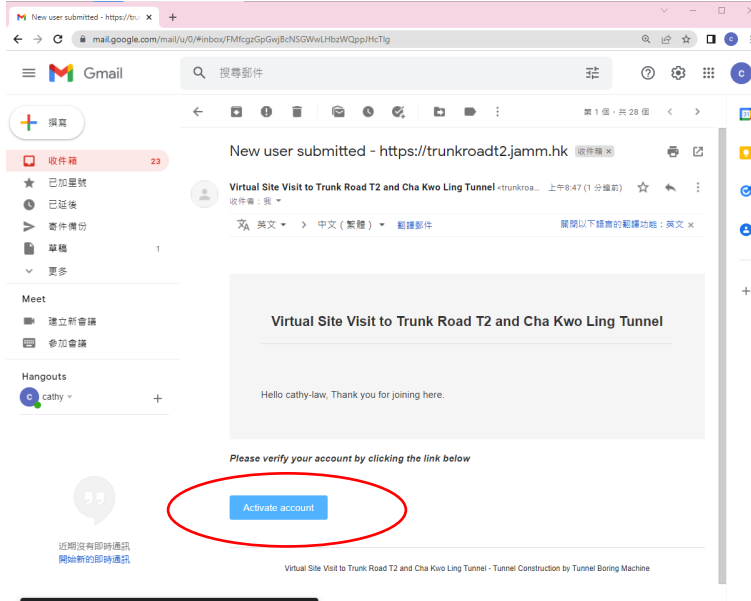 New user submitted - https://tru
mail.google.com/mail/u/0/#inbox/FMfcgzGpGwjBcNSGWwLHbzWQppJHcTlg
Gmail
搜尋郵件
C
撰寫
第 1 個，共 28 個
收件箱 23
已加星號
已延後
寄件備份
草稿 1
更多
New user submitted - https://trunkroadt2.jamm.hk 收件箱 ×
Virtual Site Visit to Trunk Road T2 and Cha Kwo Ling Tunnel <trunkroa... 上午8:47 (1 分鐘前)
收件者：我
英文 > 中文 ( 繁體 ) 翻譯郵件 關閉以下語言的翻譯功能：英文 ×
Meet
建立新會議
參加會議
Hangouts
C cathy
近期沒有即時通訊
開始新的即時通訊
Virtual Site Visit to Trunk Road T2 and Cha Kwo Ling Tunnel
Hello cathy-law, Thank you for joining here.
Please verify your account by clicking the link below
Activate account
Virtual Site Visit to Trunk Road T2 and Cha Kwo Ling Tunnel - Tunnel Construction by Tunnel Boring Machine